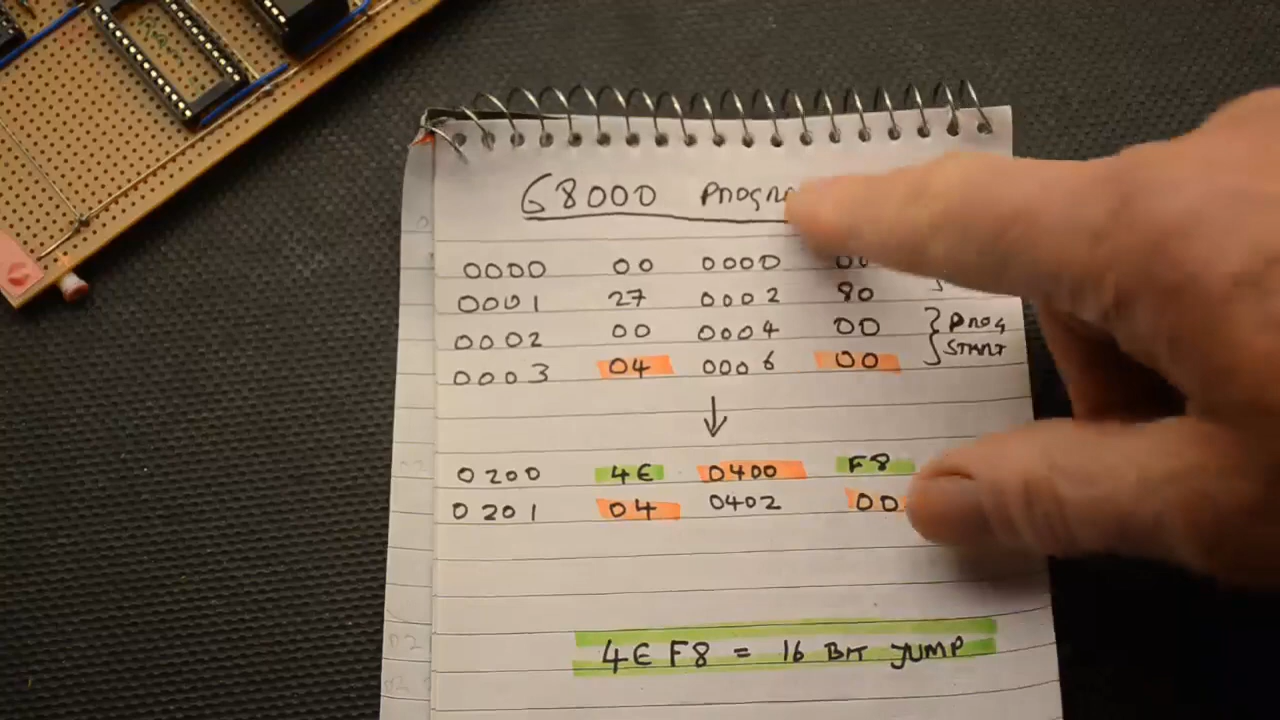 68000
0000 00 0000
0001 27 0002 80
0002 00 0004 00 } PROG
0003 04 0006 00 START
↓
0200 4E 0400 F8
0201 04 0402 00
4EF8 = 16 BIT JUMP